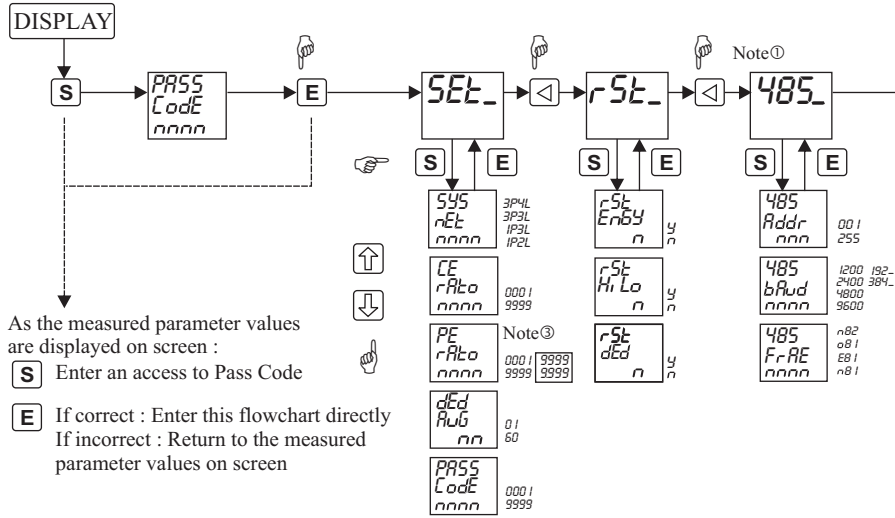 DISPLAY
Note①
S
PASS
CodE
nnnn
E
SEt_
◁
rSt_
◁
485_
S E
S E
S E
SYS
nEt
nnnn
3P4L
3P3L
1P3L
1P2L
CE
rAto
nnnn
0001
9999
PE
rAto
nnnn
Note③
0001 9999
9999 9999
dEd
AuG
nn
01
60
PASS
CodE
nnnn
0001
9999
rSt
EnGY
n
y
n
rSt
Hi Lo
n
y
n
rSt
dEd
n
y
n
485
Addr
nnn
001
255
485
bAud
nnnn
1200 192_
2400 384_
4800
9600
485
FrAE
nnnn
n82
o81
E81
n81
As the measured parameter values
are displayed on screen :
S Enter an access to Pass Code
E If correct : Enter this flowchart directly
If incorrect : Return to the measured
parameter values on screen